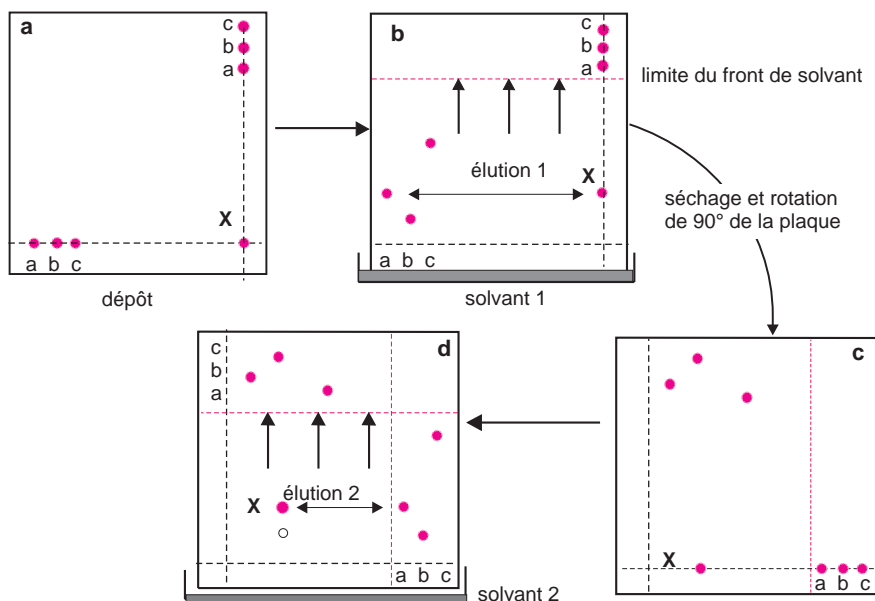 a
c
b
a
X
a b c
dépôt
b
c
b
a
limite du front de solvant
élution 1
X
a b c
solvant 1
séchage et rotation
de 90° de la plaque
c
X
a b c
d
c
b
a
élution 2
X
a b c
solvant 2